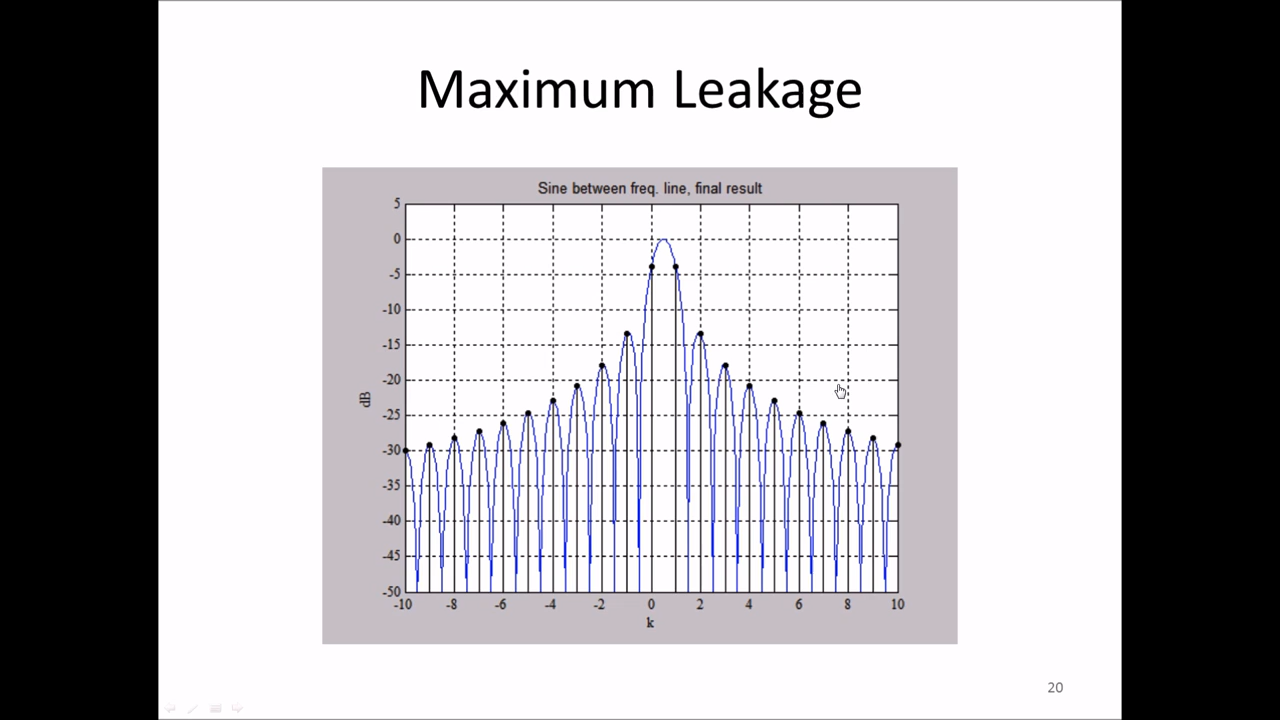 Maximum Leakage
Sine between freq. line, final result
5
0
-5
-10
-15
-20
-25
-30
-35
-40
-45
-50
dB
-10 -8 -6 -4 -2 0 2 4 6 8 10
k
20